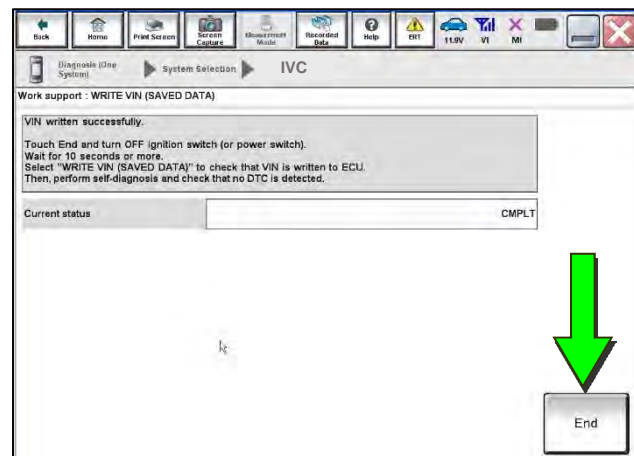 Back Home Print Screen Screen Capture Measurement Mode Recorded Data Help ERT 11.9V VI MI
Diagnosis (One System) System Selection IVC
Work support : WRITE VIN (SAVED DATA)
VIN written successfully.
Touch End and turn OFF ignition switch (or power switch).
Wait for 10 seconds or more.
Select "WRITE VIN (SAVED DATA)" to check that VIN is written to ECU.
Then, perform self-diagnosis and check that no DTC is detected.
Current status CMPLT
End